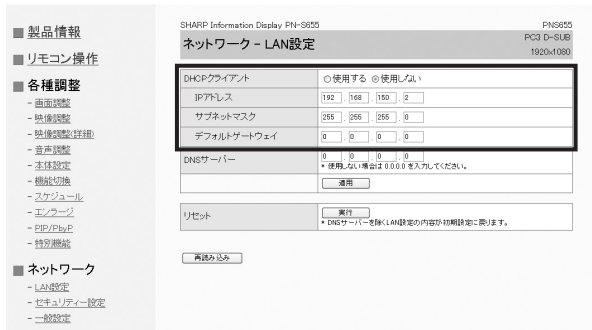 ■ 製品情報
■ リモコン操作
■ 各種調整
- 画面調整
- 映像調整
- 映像調整(詳細)
- 音声調整
- 本体設定
- 機能切換
- スケジュール
- エンラージ
- PIP/PbyP
- 特別機能
■ ネットワーク
- LAN設定
- セキュリティー設定
- 一般設定
SHARP Information Display PN-S655
PNS655
ネットワーク - LAN設定
PC3 D-SUB
1920x1080
DHCPクライアント ○使用する ◎使用しない
IPアドレス 192 . 168 . 150 . 2
サブネットマスク 255 . 255 . 255 . 0
デフォルトゲートウェイ 0 . 0 . 0 . 0
DNSサーバー 0 . 0 . 0 . 0
* 使用しない場合は 0.0.0.0 を入力してください。
適用
リセット 実行
* DNSサーバーを除くLAN設定の内容が初期設定に戻ります。
再読み込み